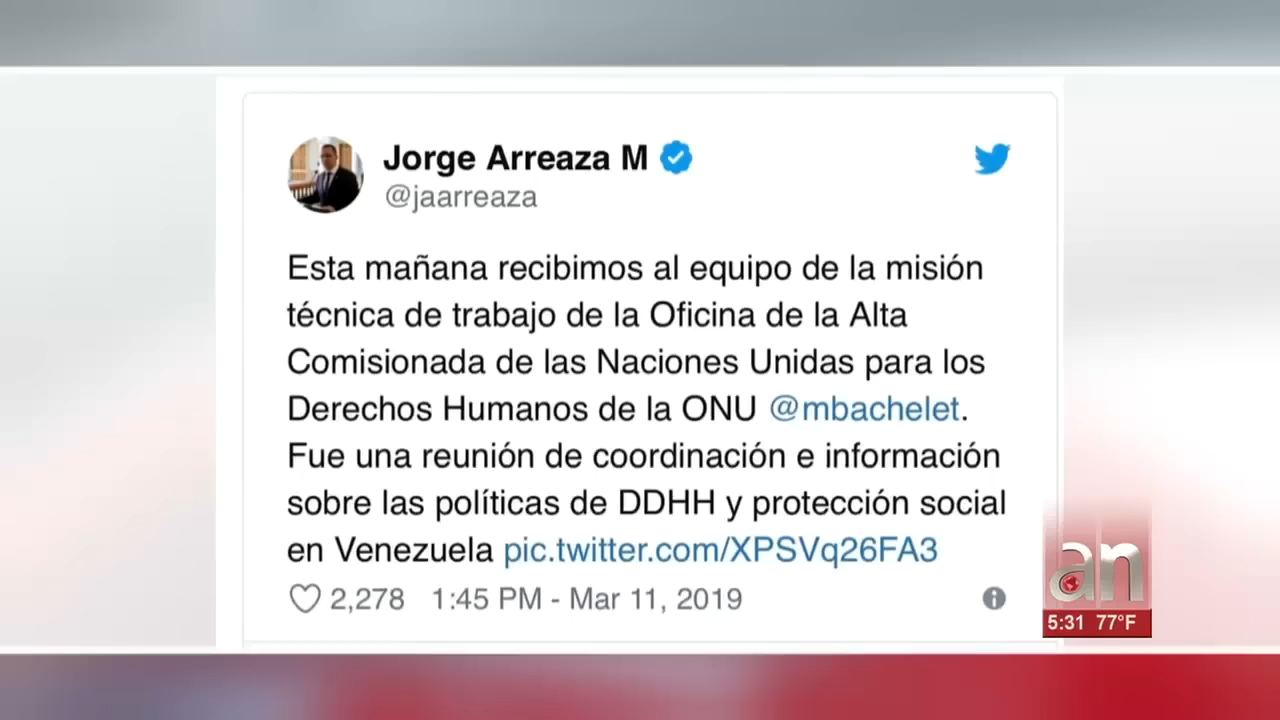 Jorge Arreaza M
@jaarreaza
Esta mañana recibimos al equipo de la misión
técnica de trabajo de la Oficina de la Alta
Comisionada de las Naciones Unidas para los
Derechos Humanos de la ONU @mbachelet.
Fue una reunión de coordinación e información
sobre las políticas de DDHH y protección social
en Venezuela pic.twitter.com/XPSVq26FA3
2,278 1:45 PM - Mar 11, 2019
an
5:31 77°F